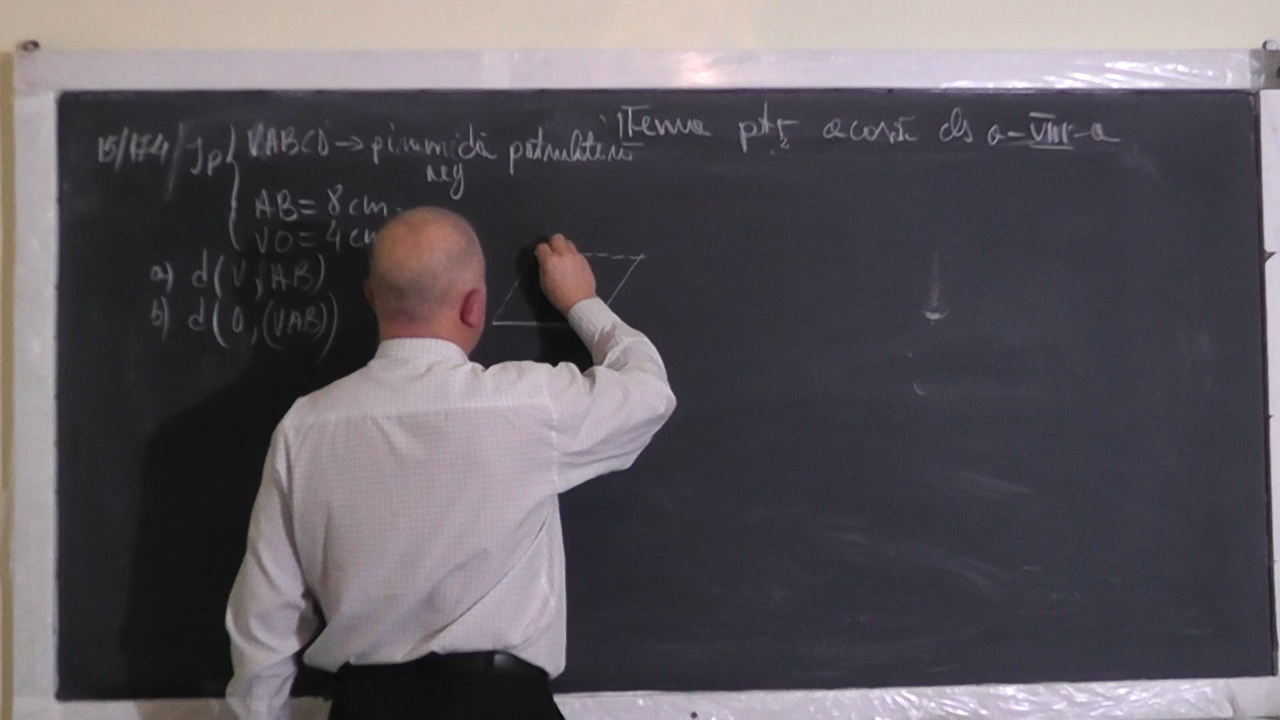 Tema ptr acasă cls a-VIII-a
15/174/ Ip { VABCD → piramidă patrulateră
reg
AB = 8 cm
VO = 4 cm
a) d(V, AB)
b) d(O, (VAB))